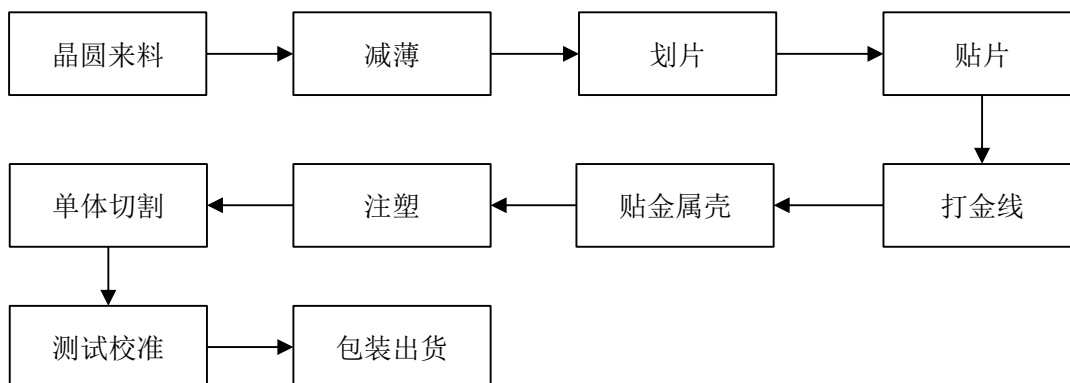 晶圆来料
减薄
划片
贴片
打金线
贴金属壳
注塑
单体切割
测试校准
包装出货